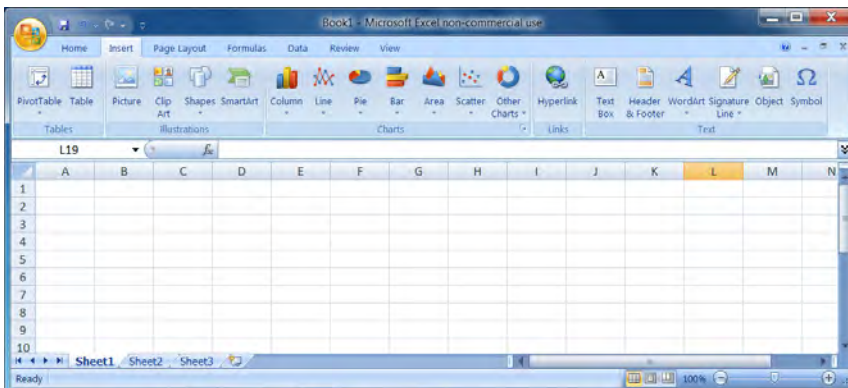 Book1 - Microsoft Excel non-commercial use
Home Insert Page Layout Formulas Data Review View
PivotTable Table Picture Clip Art Shapes SmartArt Column Line Pie Bar Area Scatter Other Charts Hyperlink Text Box Header & Footer WordArt Signature Line Object Symbol
Tables Illustrations Charts Links Text
L19 fx
A B C D E F G H I J K L M N
1
2
3
4
5
6
7
8
9
10
Sheet1 Sheet2 Sheet3
Ready 100%